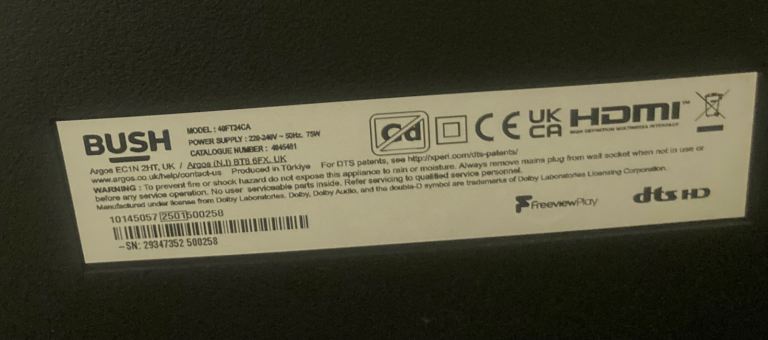 BUSH
MODEL : 40FT24CA
POWER SUPPLY : 220-240V ~ 50Hz, 75W
CATALOGUE NUMBER : 4845481
Argos EC1N 2HT, UK / Argos (N.I) BT8 6FX, UK
www.argos.co.uk/help/contact-us Produced in Türkiye For DTS patents, see http://xperi.com/dts-patents/
WARNING : To prevent fire or shock hazard do not expose this appliance to rain or moisture. Always remove mains plug from wall socket when not in use or
before any service operation. No user serviceable parts inside. Refer servicing to qualified service personnel.
Manufactured under license from Dolby Laboratories. Dolby, Dolby Audio, and the double-D symbol are trademarks of Dolby Laboratories Licensing Corporation.
Cd
CE
UK
CA
HDMI™
HIGH-DEFINITION MULTIMEDIA INTERFACE
10145057 2501 500258
SN: 29347352 500258
FreeviewPlay
dts HD